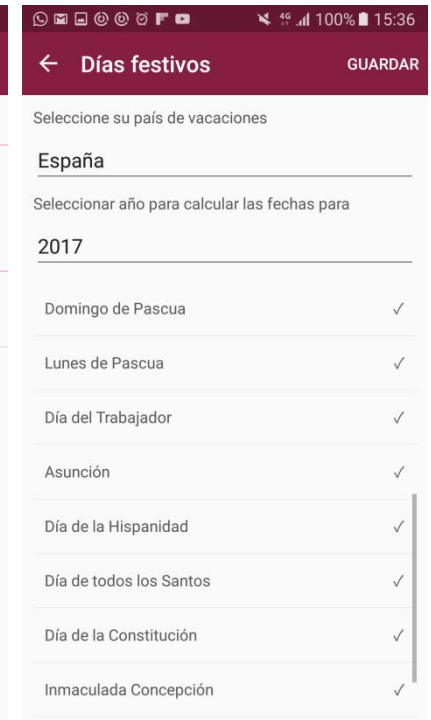 4G 100% 15:36
Días festivos GUARDAR
Seleccione su país de vacaciones
España
Seleccionar año para calcular las fechas para
2017
Domingo de Pascua
Lunes de Pascua
Día del Trabajador
Asunción
Día de la Hispanidad
Día de todos los Santos
Día de la Constitución
Inmaculada Concepción